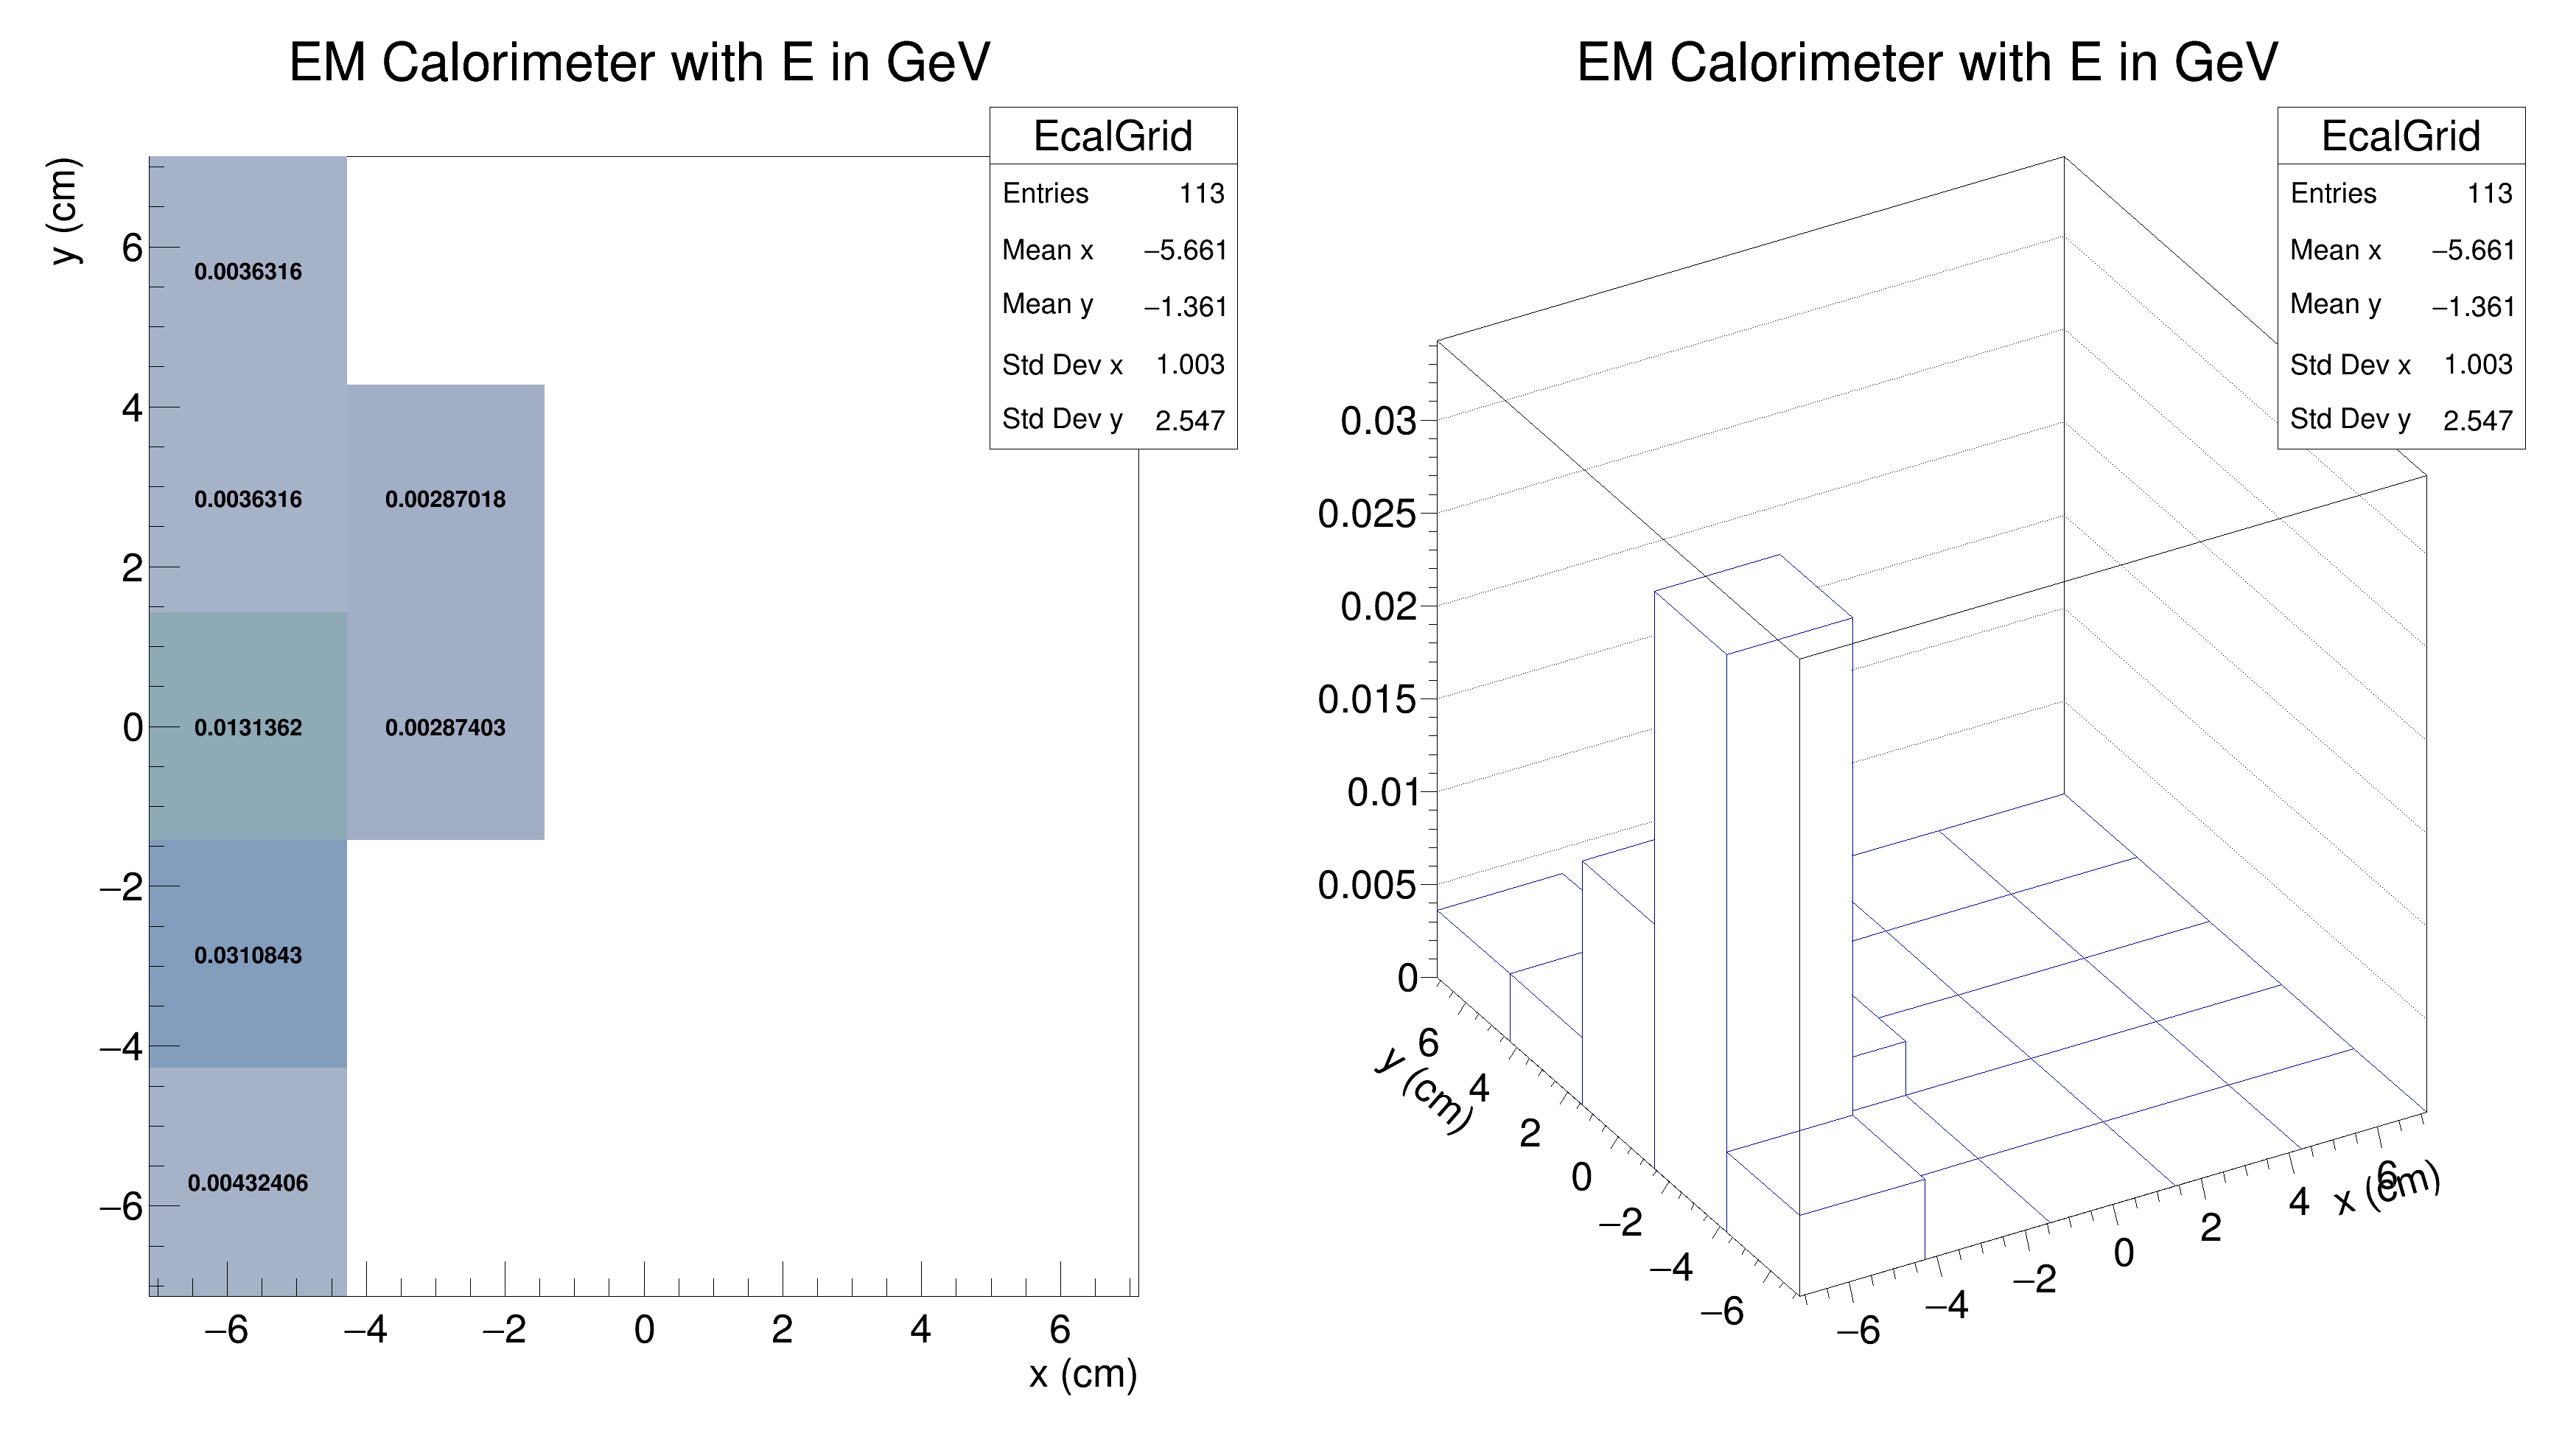 EM Calorimeter with E in GeV
EcalGrid
Entries 113
Mean x −5.661
Mean y −1.361
Std Dev x 1.003
Std Dev y 2.547
y (cm)
6
4
2
0
−2
−4
−6
0.0036316
0.0036316 0.00287018
0.0131362 0.00287403
0.0310843
0.00432406
−6 −4 −2 0 2 4 6
x (cm)
EM Calorimeter with E in GeV
EcalGrid
Entries 113
Mean x −5.661
Mean y −1.361
Std Dev x 1.003
Std Dev y 2.547
0.03
0.025
0.02
0.015
0.01
0.005
0
6
4
2
0
−2
−4
−6
y (cm)
−6 −4 −2 0 2 4 6
x (cm)